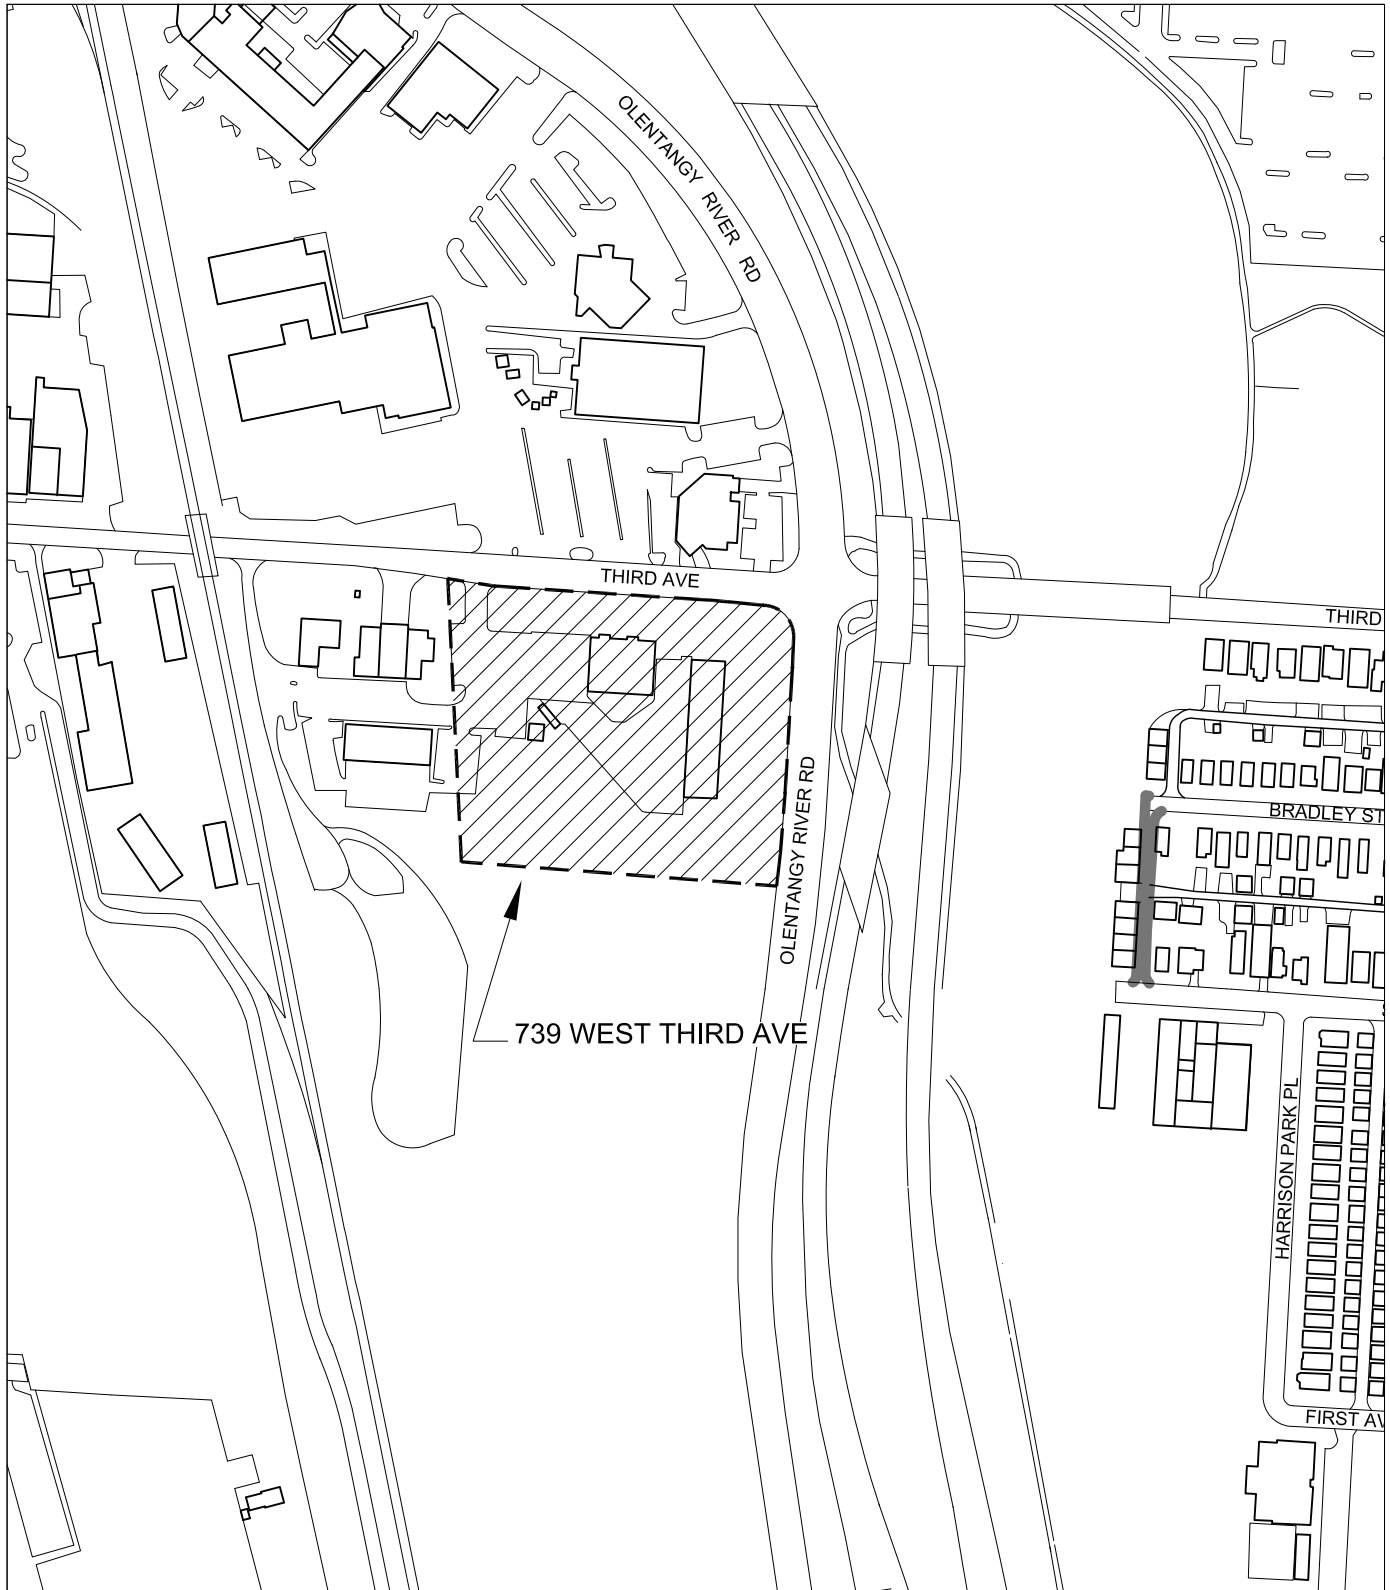 OLENTANGY RIVER RD
THIRD AVE
THIRD
BRADLEY ST
OLENTANGY RIVER RD
739 WEST THIRD AVE
HARRISON PARK PL
FIRST AV